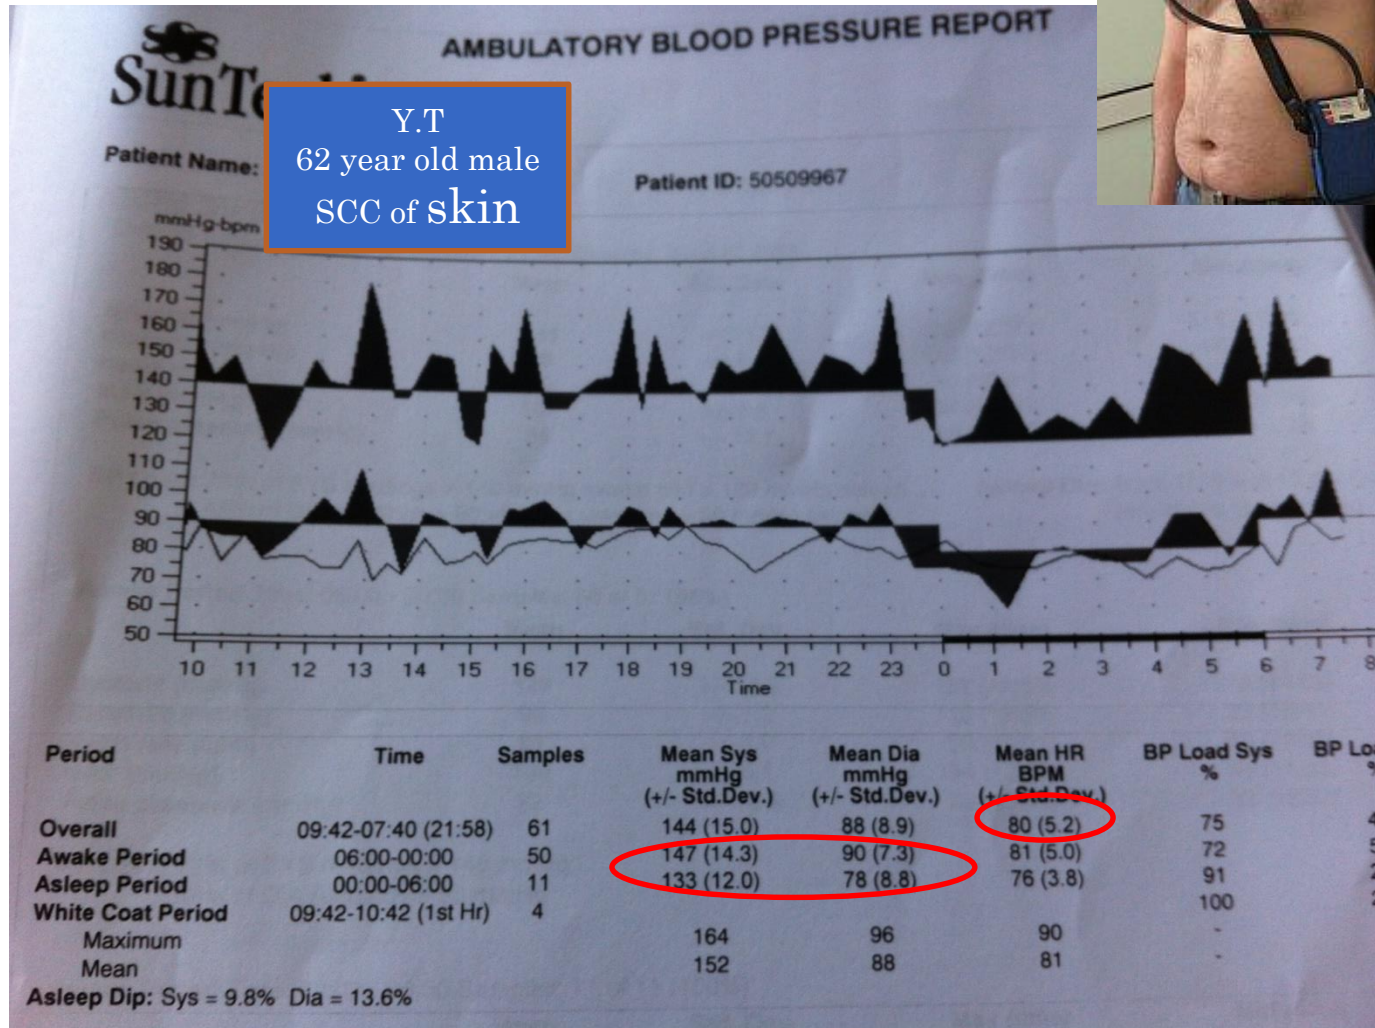 AMBULATORY BLOOD PRESSURE REPORT
SunTe
Y.T
62 year old male
SCC of skin
Patient Name:
Patient ID: 50509967
mmHg-bpm
190
180
170
160
150
140
130
120
110
100
90
80
70
60
50
10 11 12 13 14 15 16 17 18 19 20 21 22 23 0 1 2 3 4 5 6 7 8
Time
Period Time Samples Mean Sys Mean Dia Mean HR BP Load Sys BP Lo
mmHg mmHg BPM % %
(+/- Std.Dev.) (+/- Std.Dev.) (+/- Std.Dev.)
Overall 09:42-07:40 (21:58) 61 144 (15.0) 88 (8.9) 80 (5.2) 75 4
Awake Period 06:00-00:00 50 147 (14.3) 90 (7.3) 81 (5.0) 72 5
Asleep Period 00:00-06:00 11 133 (12.0) 78 (8.8) 76 (3.8) 91 2
White Coat Period 09:42-10:42 (1st Hr) 4 100
Maximum 164 96 90 -
Mean 152 88 81 -
Asleep Dip: Sys = 9.8% Dia = 13.6%